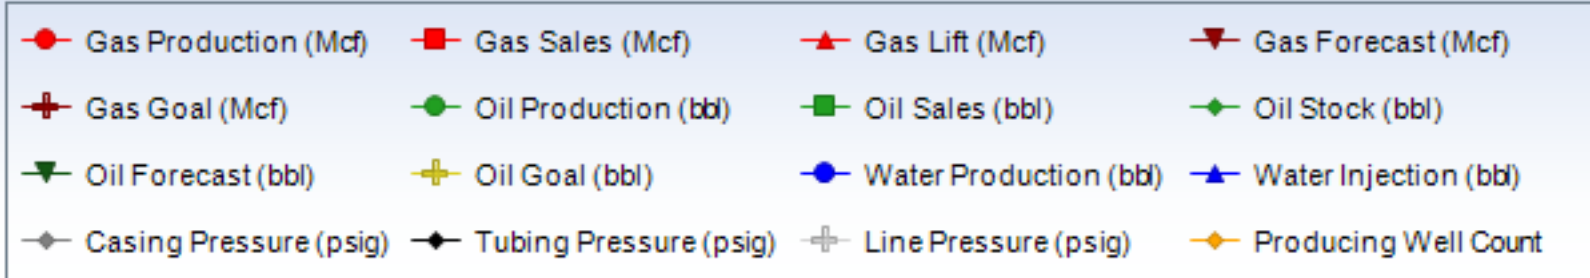 Gas Production (Mcf) Gas Sales (Mcf) Gas Lift (Mcf) Gas Forecast (Mcf)
Gas Goal (Mcf) Oil Production (bbl) Oil Sales (bbl) Oil Stock (bbl)
Oil Forecast (bbl) Oil Goal (bbl) Water Production (bbl) Water Injection (bbl)
Casing Pressure (psig) Tubing Pressure (psig) Line Pressure (psig) Producing Well Count